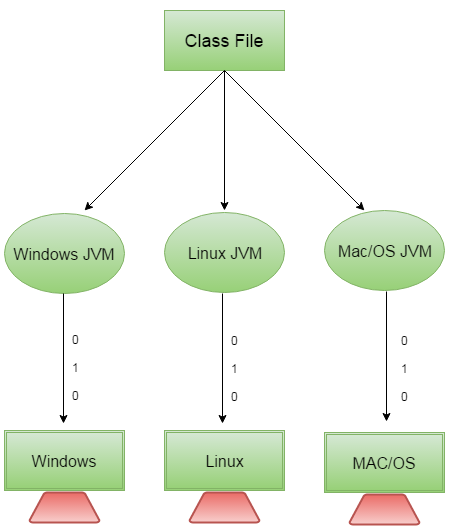 Class File
Windows JVM
Linux JVM
Mac/OS JVM
0
0
0
1
1
1
0
0
0
Windows
Linux
MAC/OS